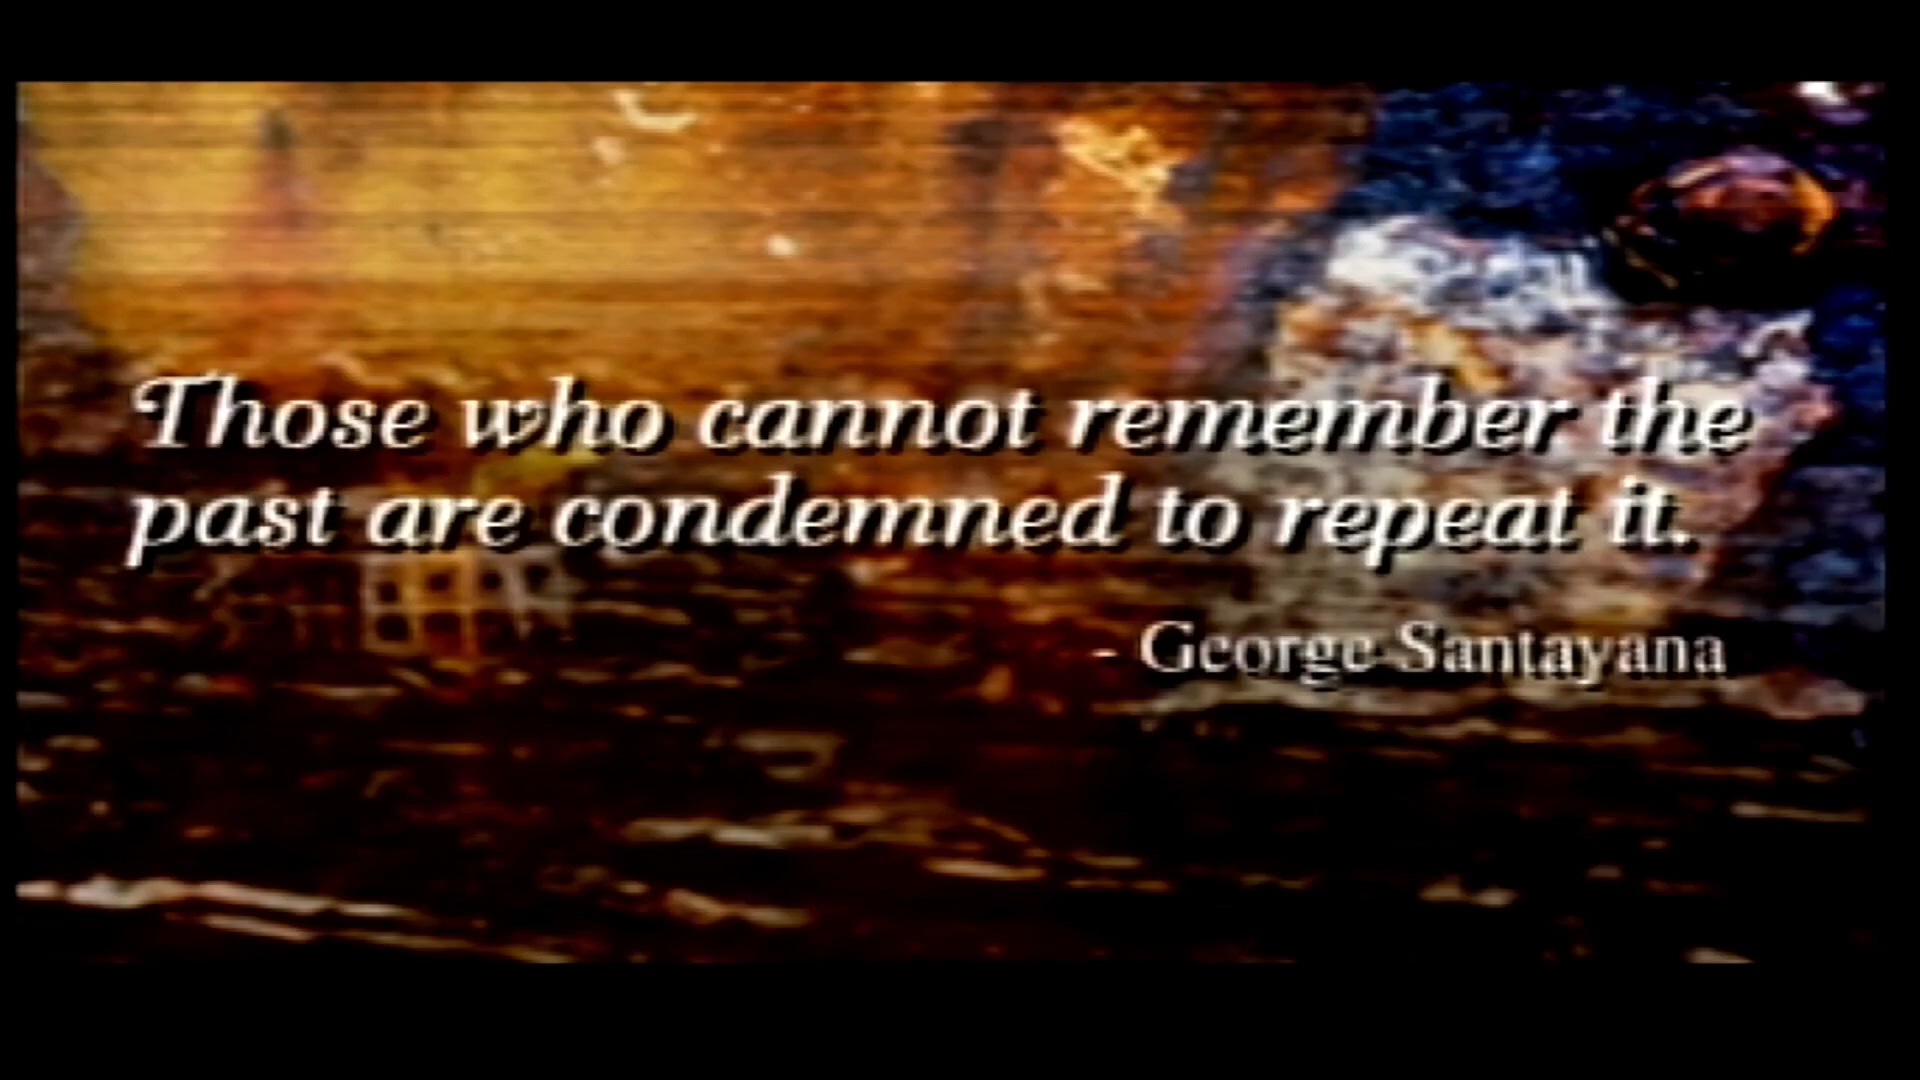 Those who cannot remember the
past are condemned to repeat it.
- George Santayana